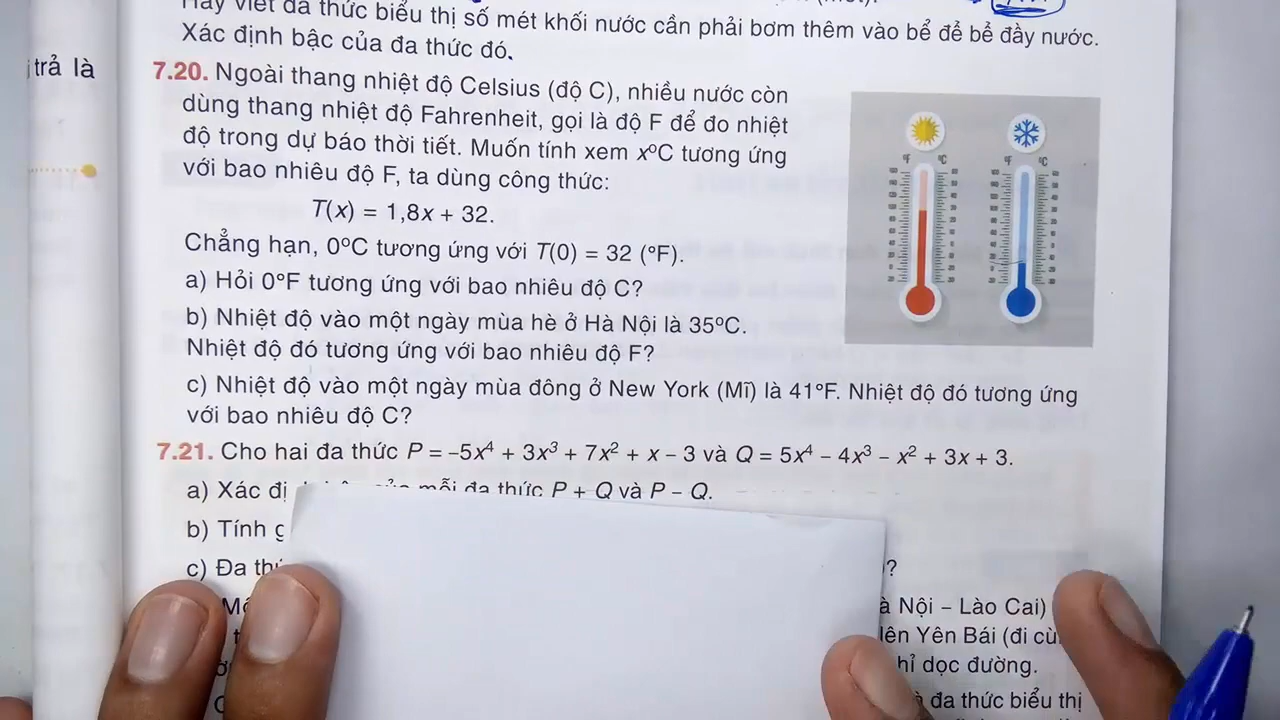 Hãy viết đa thức biểu thị số mét khối nước cần phải bơm thêm vào bể để bể đầy nước.
Xác định bậc của đa thức đó.
trả là
7.20. Ngoài thang nhiệt độ Celsius (độ C), nhiều nước còn
dùng thang nhiệt độ Fahrenheit, gọi là độ F để đo nhiệt
độ trong dự báo thời tiết. Muốn tính xem x°C tương ứng
với bao nhiêu độ F, ta dùng công thức:
T(x) = 1,8x + 32.
Chẳng hạn, 0°C tương ứng với T(0) = 32 (°F).
a) Hỏi 0°F tương ứng với bao nhiêu độ C?
b) Nhiệt độ vào một ngày mùa hè ở Hà Nội là 35°C.
Nhiệt độ đó tương ứng với bao nhiêu độ F?
c) Nhiệt độ vào một ngày mùa đông ở New York (Mĩ) là 41°F. Nhiệt độ đó tương ứng
với bao nhiêu độ C?
°F °C °F °C
7.21. Cho hai đa thức P = –5x⁴ + 3x³ + 7x² + x – 3 và Q = 5x⁴ – 4x³ – x² + 3x + 3.
a) Xác đị của mỗi đa thức P + Q và P – Q.
b) Tính g
c) Đa thứ ?
à Nội – Lào Cai)
lên Yên Bái (đi cù
hỉ dọc đường.
à đa thức biểu thị